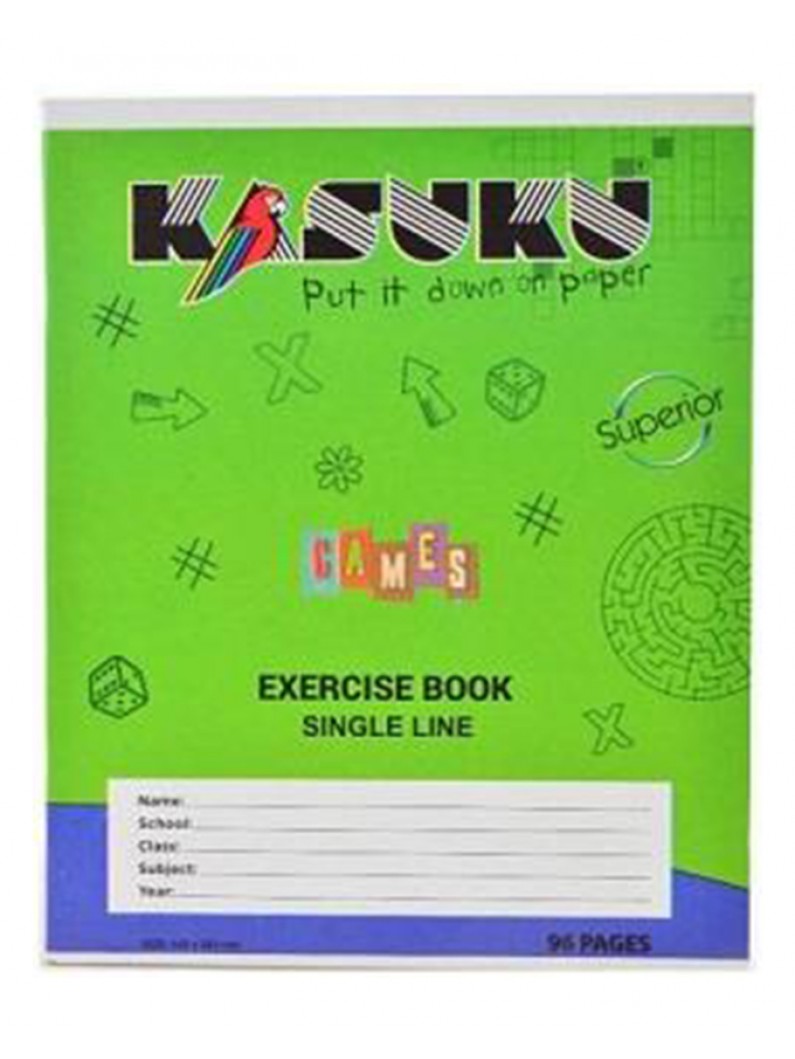 KASUKU
Put it down on paper
Superior
GAMES
EXERCISE BOOK
SINGLE LINE
Name:
School:
Class:
Subject:
Year:
96 PAGES